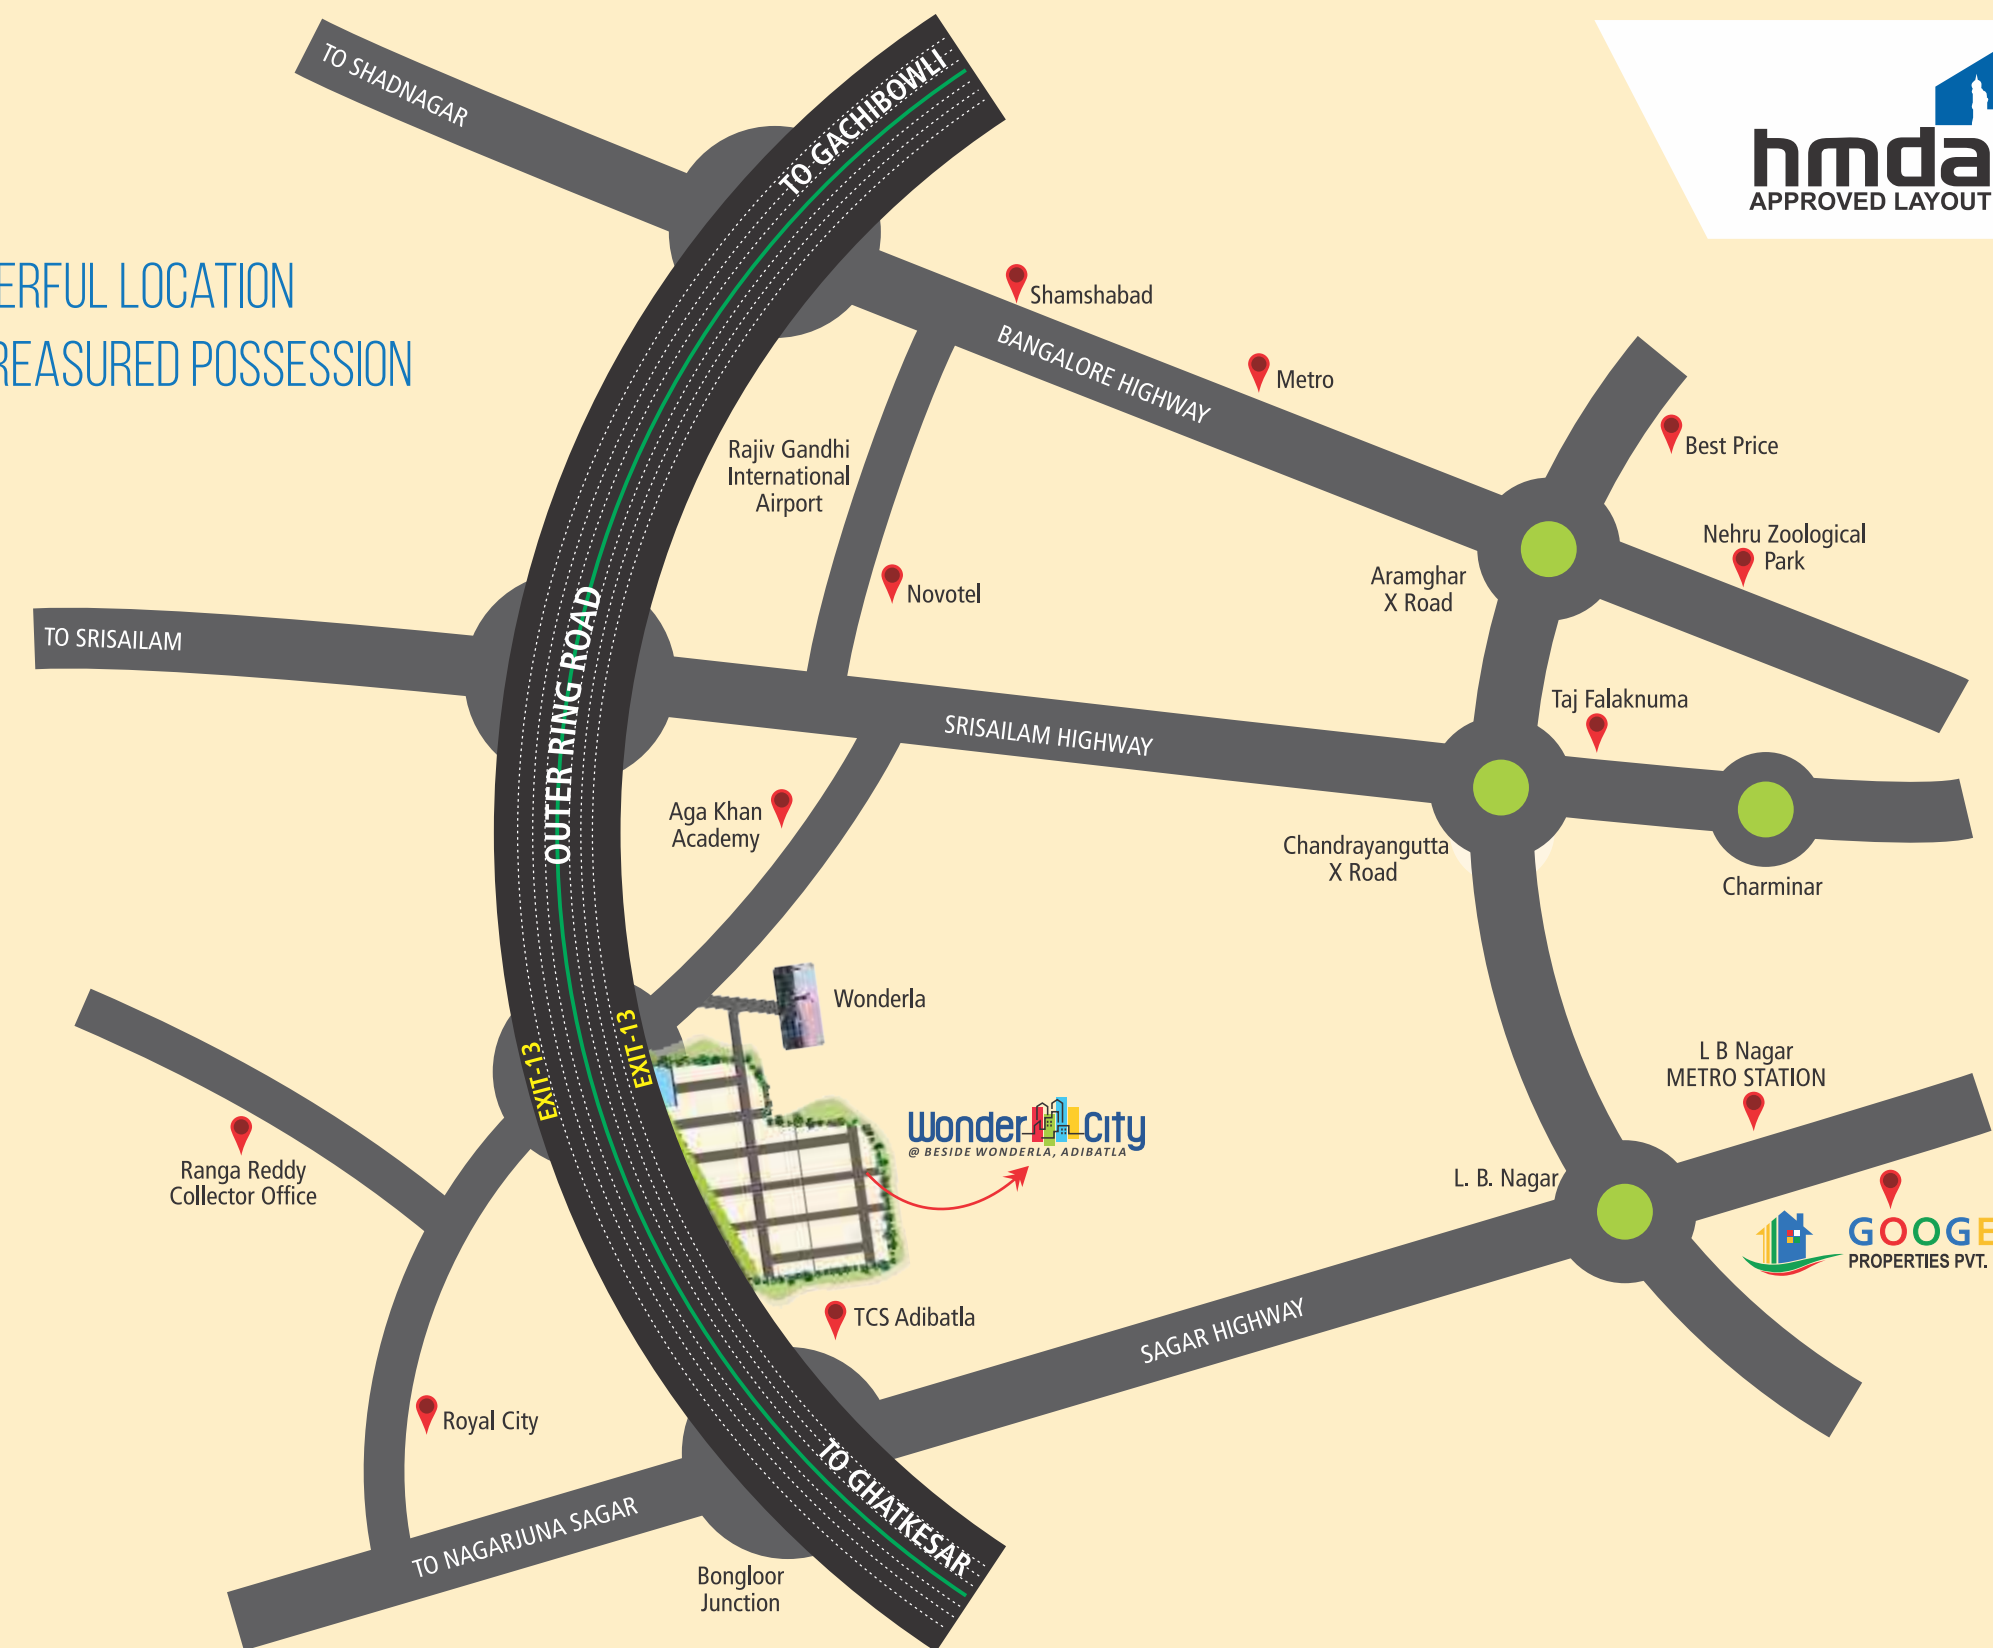 TO SHADNAGAR
TO GACHIBOWLI
hmda
APPROVED LAYOUT
ERFUL LOCATION
REASURED POSSESSION
Shamshabad
BANGALORE HIGHWAY
Metro
Best Price
Rajiv Gandhi
International
Airport
Nehru Zoological
Park
Novotel
Aramghar
X Road
TO SRISAILAM
OUTER RING ROAD
SRISAILAM HIGHWAY
Taj Falaknuma
Aga Khan
Academy
Chandrayangutta
X Road
Charminar
Wonderla
EXIT-13
EXIT-13
L B Nagar
METRO STATION
Wonder City
@ BESIDE WONDERLA, ADIBATLA
Ranga Reddy
Collector Office
L. B. Nagar
GOOGE
PROPERTIES PVT.
TCS Adibatla
SAGAR HIGHWAY
Royal City
TO GHATKESAR
TO NAGARJUNA SAGAR
Bongloor
Junction